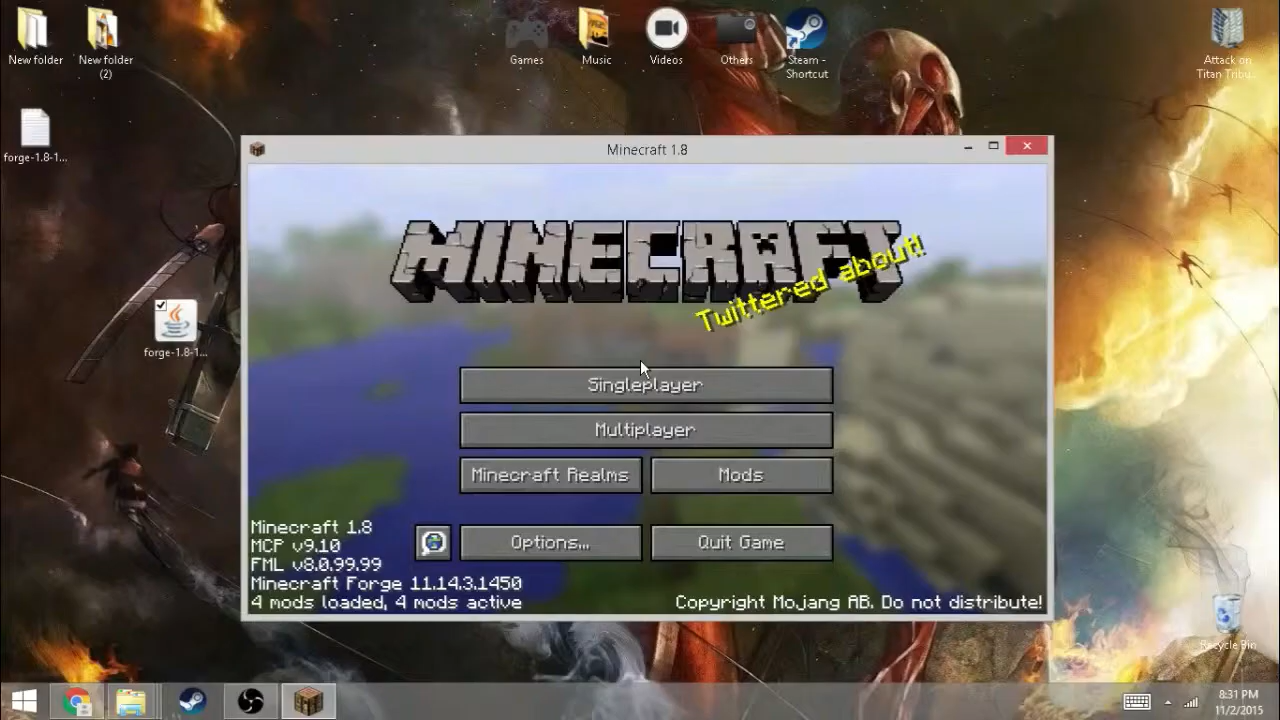 New folder
New folder
(2)
Games
Music
Videos
Others
Steam -
Shortcut
Attack on
Titan Tribu...
forge-1.8-1...
Minecraft 1.8
MINECRAFT
Twittered about!
forge-1.8-1...
Singleplayer
Multiplayer
Minecraft Realms
Mods
Options...
Quit Game
Minecraft 1.8
MCP v9.10
FML v8.0.99.99
Minecraft Forge 11.14.3.1450
4 mods loaded, 4 mods active
Copyright Mojang AB. Do not distribute!
Recycle Bin
8:31 PM
11/2/2015